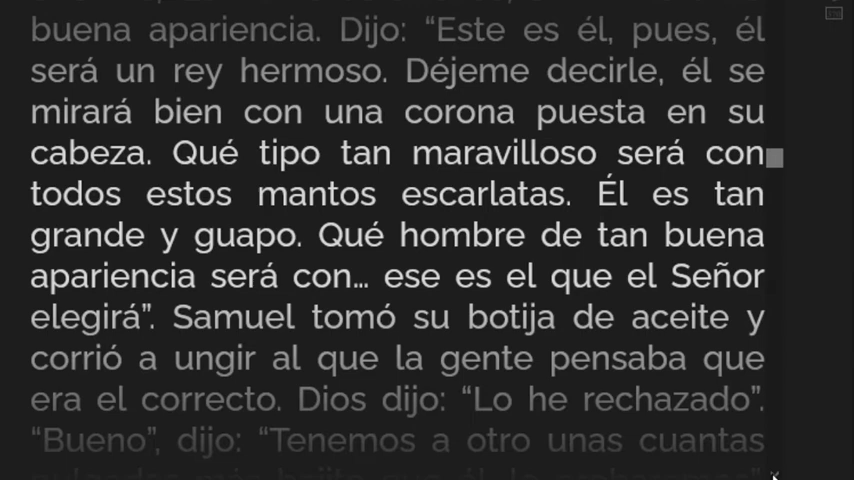 buena apariencia. Dijo: “Este es él, pues, él
será un rey hermoso. Déjeme decirle, él se
mirará bien con una corona puesta en su
cabeza. Qué tipo tan maravilloso será con
todos estos mantos escarlatas. Él es tan
grande y guapo. Qué hombre de tan buena
apariencia será con… ese es el que el Señor
elegirá”. Samuel tomó su botija de aceite y
corrió a ungir al que la gente pensaba que
era el correcto. Dios dijo: “Lo he rechazado”.
“Bueno”, dijo: “Tenemos a otro unas cuantas